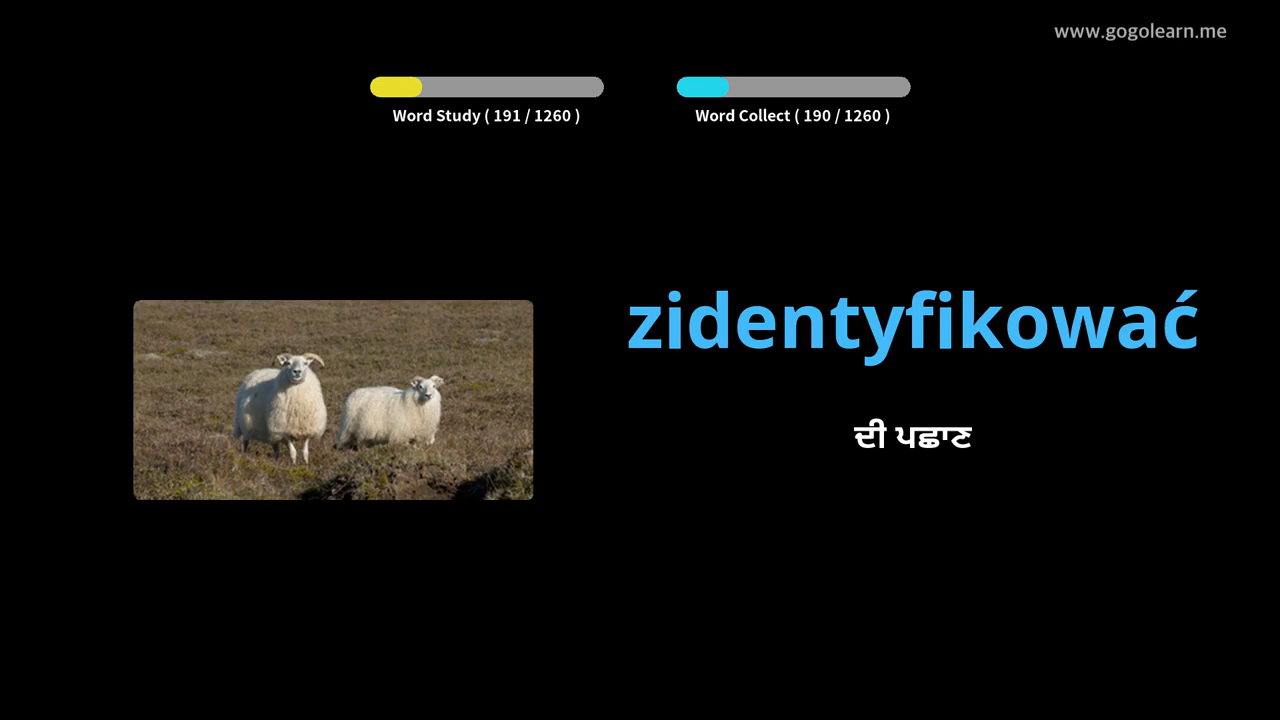 www.gogolearn.me
Word Study ( 191 / 1260 )
Word Collect ( 190 / 1260 )
zidentyfikować
ਦੀ ਪਛਾਣ